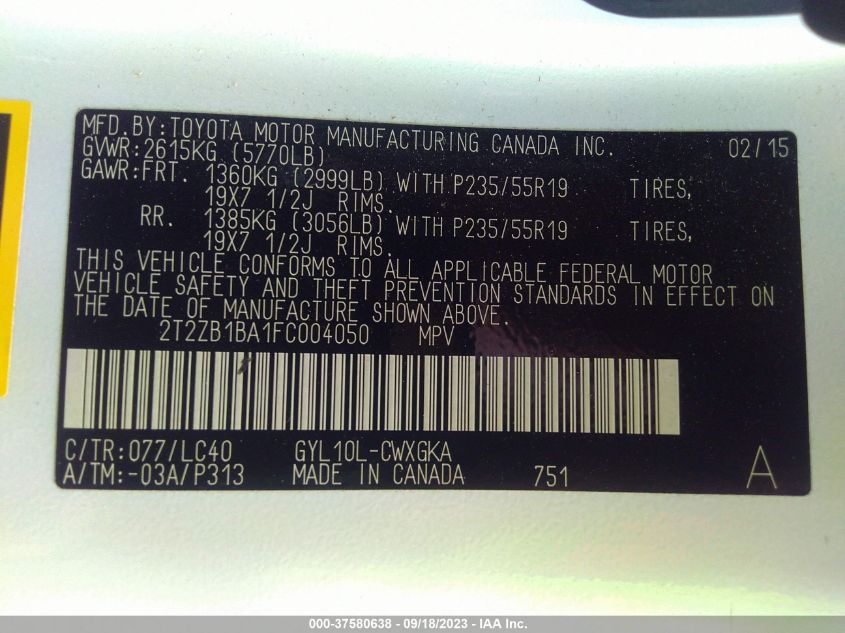 MFD.BY:TOYOTA MOTOR MANUFACTURING CANADA INC. 02/15
GVWR:2615KG (5770LB)
GAWR:FRT. 1360KG (2999LB) WITH P235/55R19 TIRES,
19X7 1/2J RIMS.
RR. 1385KG (3056LB) WITH P235/55R19 TIRES,
19X7 1/2J RIMS.
THIS VEHICLE CONFORMS TO ALL APPLICABLE FEDERAL MOTOR
VEHICLE SAFETY AND THEFT PREVENTION STANDARDS IN EFFECT ON
THE DATE OF MANUFACTURE SHOWN ABOVE.
2T2ZB1BA1FC004050 MPV
C/TR:077/LC40 GYL10L-CWXGKA
A/TM:-03A/P313 MADE IN CANADA 751 A
000-37580638 - 09/18/2023 - IAA Inc.